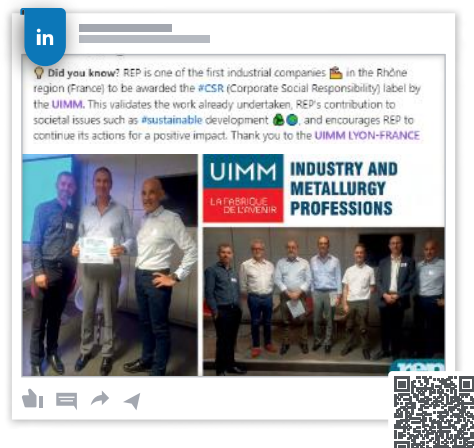 in
Did you know? REP is one of the first industrial companies in the Rhône
region (France) to be awarded the #CSR (Corporate Social Responsibility) label by
the UIMM. This validates the work already undertaken, REP's contribution to
societal issues such as #sustainable development , and encourages REP to
continue its actions for a positive impact. Thank you to the UIMM LYON-FRANCE
UIMM
LA FABRIQUE
DE L'AVENIR
INDUSTRY AND
METALLURGY
PROFESSIONS
rep